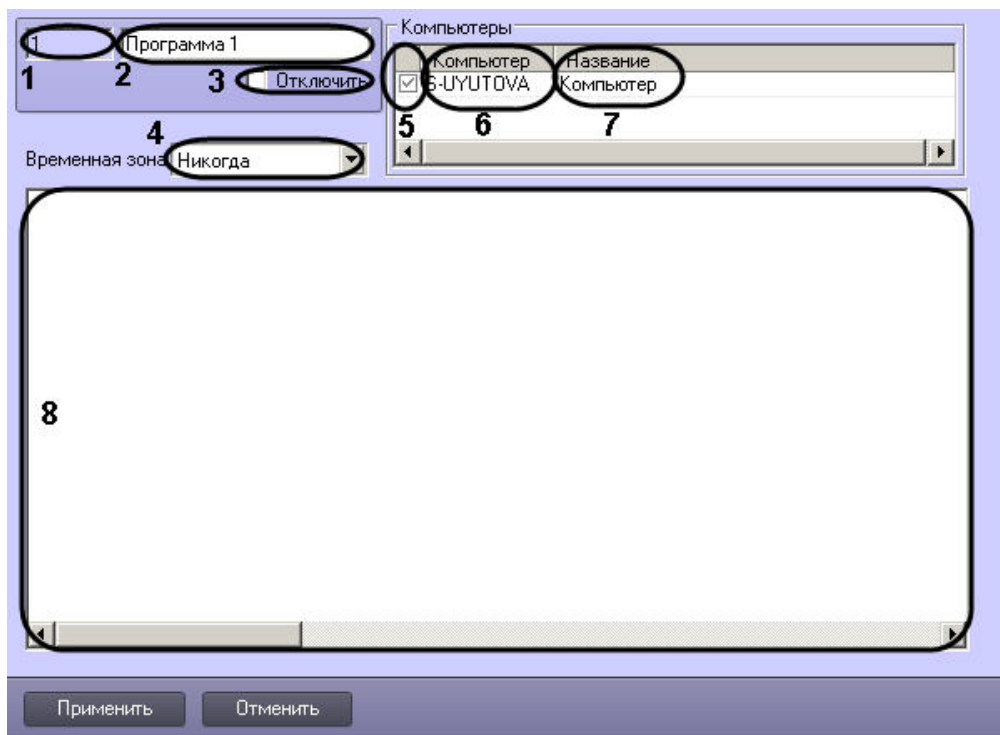 1 Программа 1
1 2 3 Отключить
Компьютеры
Компьютер Название
S-UYUTOVA Компьютер
5 6 7
4
Временная зона Никогда
8
Применить Отменить